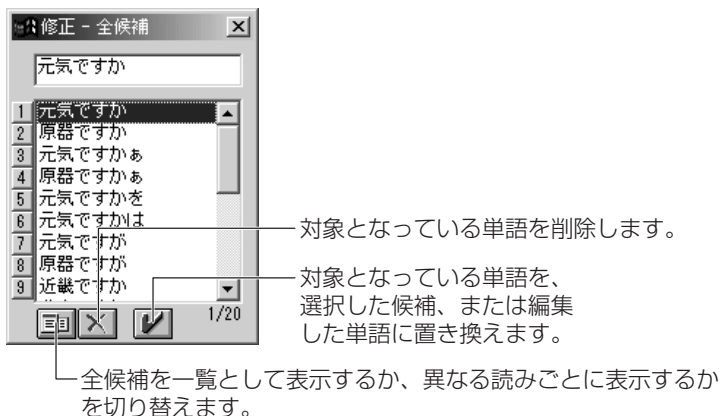 修正 - 全候補
元気ですか
1 元気ですか
2 原器ですか
3 元気ですかぁ
4 原器ですかぁ
5 元気ですかを
6 元気ですかは
7 元気ですが
8 原器ですが
9 近畿ですか
1/20
対象となっている単語を削除します。
対象となっている単語を、
選択した候補、または編集
した単語に置き換えます。
全候補を一覧として表示するか、異なる読みごとに表示するか
を切り替えます。